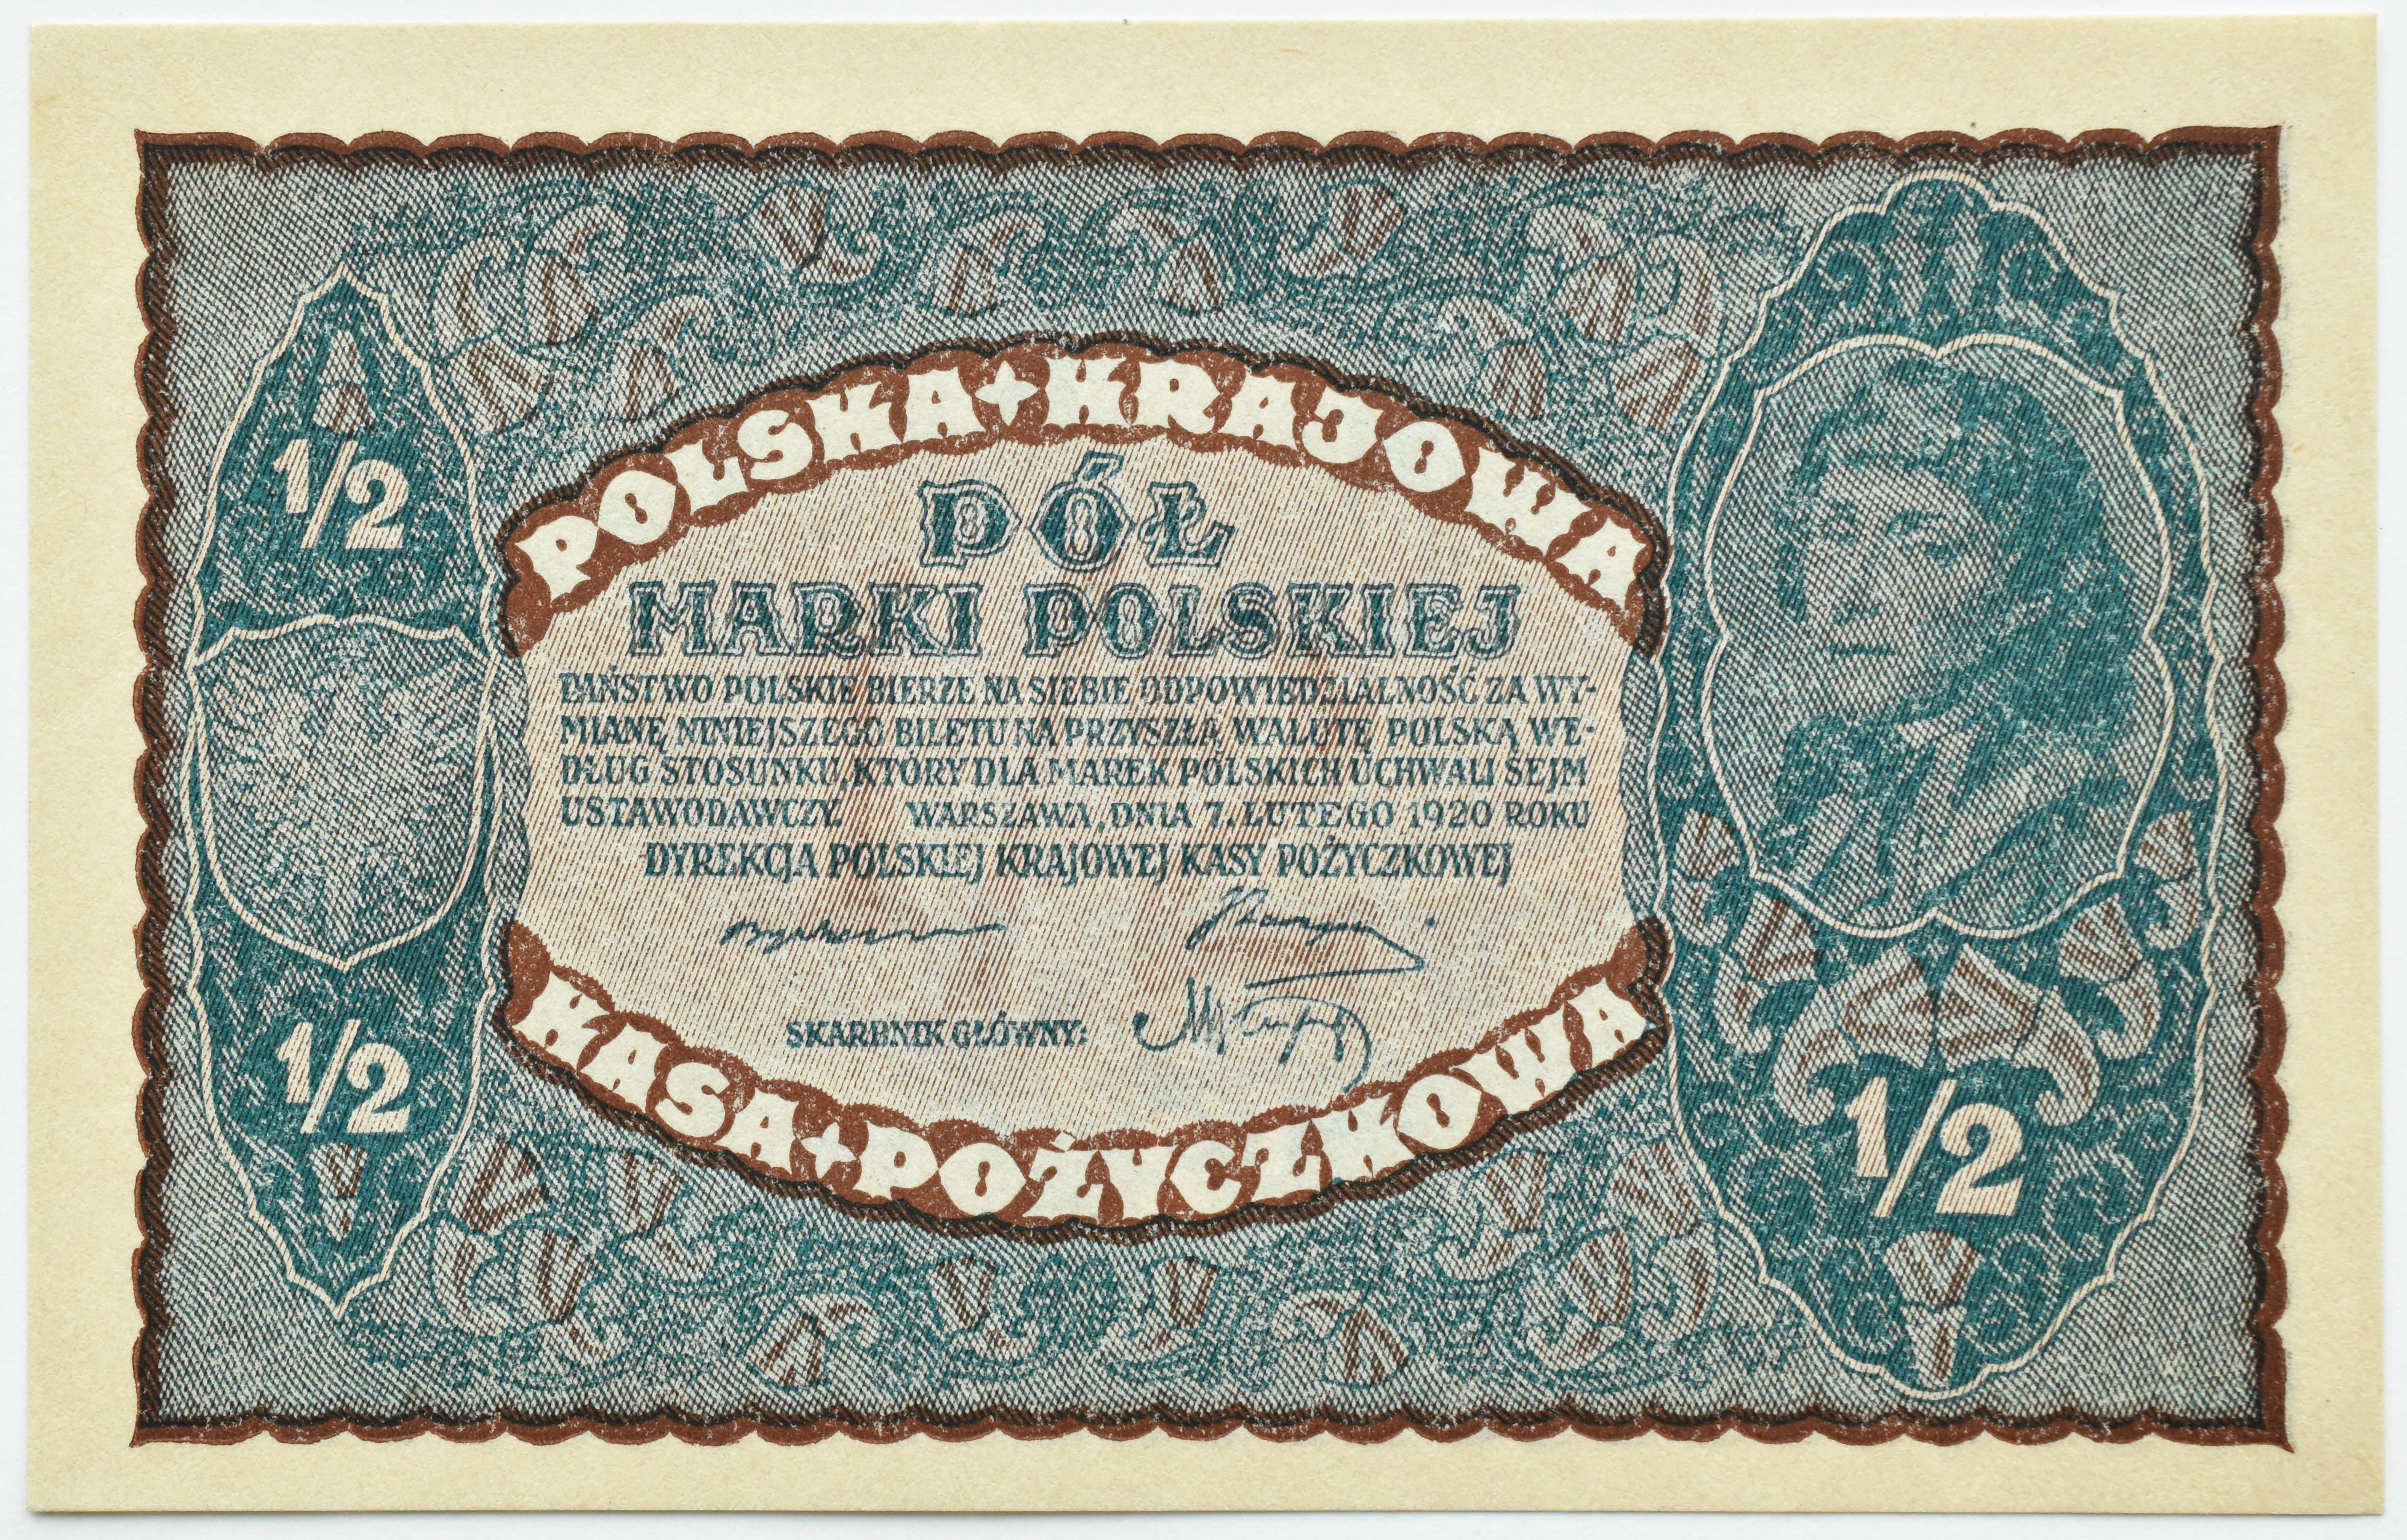 POLSKA + KRAJOWA
1/2
PÓŁ
MARKI POLSKIEJ
PAŃSTWO POLSKIE BIERZE NA SIEBIE ODPOWIEDZIALNOŚĆ ZA WY-
MIANĘ NINIEJSZEGO BILETU NA PRZYSZŁĄ WALUTĘ POLSKĄ WE-
DŁUG STOSUNKU, KTÓRY DLA MAREK POLSKICH UCHWALI SEJM
USTAWODAWCZY. WARSZAWA, DNIA 7. LUTEGO 1920 ROKU
DYREKCJA POLSKIEJ KRAJOWEJ KASY POŻYCZKOWEJ
SKARBNIK GŁÓWNY:
1/2
1/2
KASA + POŻYCZKOWA